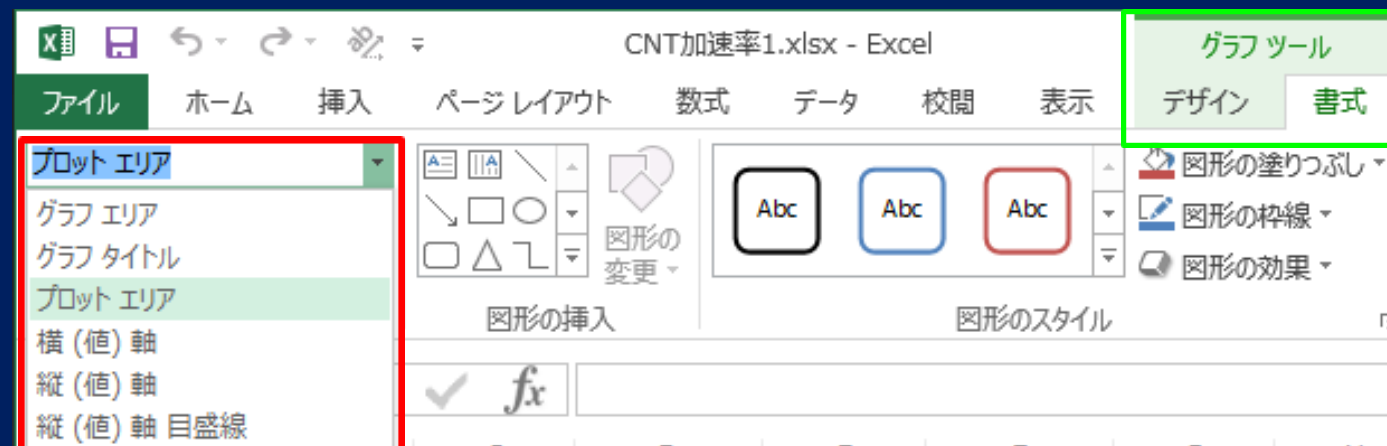 CNT加速率1.xlsx - Excel
グラフ ツール
ファイル ホーム 挿入 ページ レイアウト 数式 データ 校閲 表示 デザイン 書式
プロット エリア
グラフ エリア
グラフ タイトル
プロット エリア
横 (値) 軸
縦 (値) 軸
縦 (値) 軸 目盛線
図形の
変更
図形の挿入
Abc Abc Abc
図形のスタイル
図形の塗りつぶし
図形の枠線
図形の効果
fx